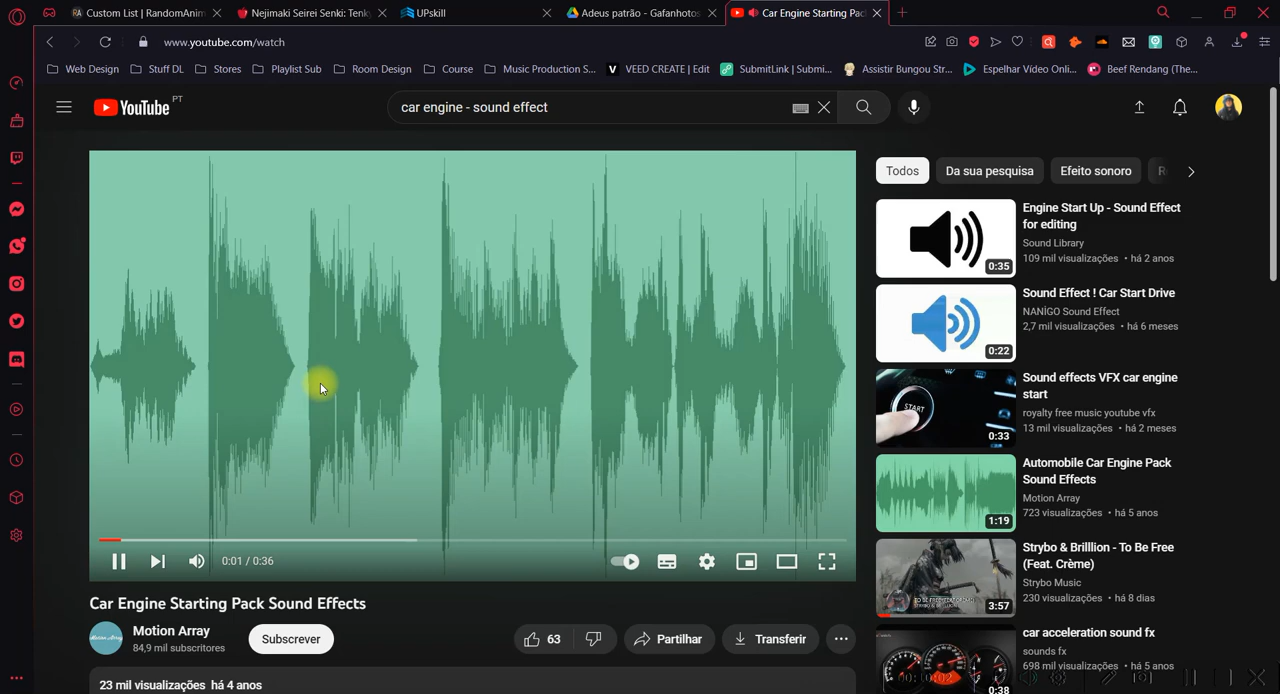 Custom List | RandomAnim
Nejimaki Seirei Senki: Tenk
UPskill
Adeus patrão - Gafanhotos
Car Engine Starting Pack
www.youtube.com/watch
Web Design
Stuff DL
Stores
Playlist Sub
Room Design
Course
Music Production S...
VEED CREATE | Edit
SubmitLink | Submi...
Assistir Bungou Str...
Espelhar Vídeo Onli...
Beef Rendang (The...
YouTube PT
car engine - sound effect
Todos
Da sua pesquisa
Efeito sonoro
Engine Start Up - Sound Effect
for editing
Sound Library
109 mil visualizações • há 2 anos
0:35
Sound Effect ! Car Start Drive
NANİGO Sound Effect
2,7 mil visualizações • há 6 meses
0:22
Sound effects VFX car engine
start
royalty free music youtube vfx
13 mil visualizações • há 2 meses
START
0:33
Automobile Car Engine Pack
Sound Effects
Motion Array
723 visualizações • há 5 anos
1:19
Strybo & Brilllion - To Be Free
(Feat. Crème)
Strybo Music
230 visualizações • há 8 dias
3:57
car acceleration sound fx
sounds fx
698 mil visualizações • há 5 anos
0:38
0:01 / 0:36
Car Engine Starting Pack Sound Effects
Motion Array
84,9 mil subscritores
Subscrever
63
Partilhar
Transferir
23 mil visualizações há 4 anos
00:00:02